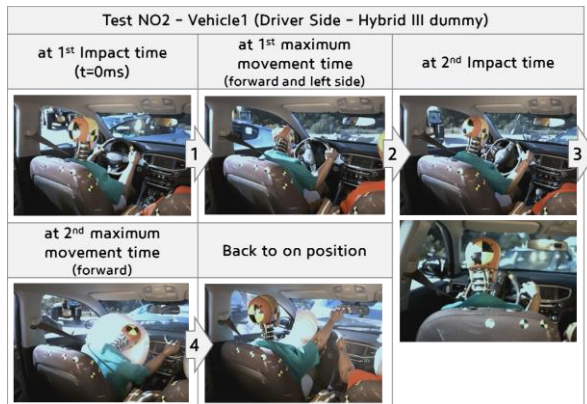 Test NO2 - Vehicle1 (Driver Side - Hybrid III dummy)
at 1st Impact time
(t=0ms)
at 1st maximum
movement time
(forward and left side)
at 2nd Impact time
1
2
3
at 2nd maximum
movement time
(forward)
Back to on position
4